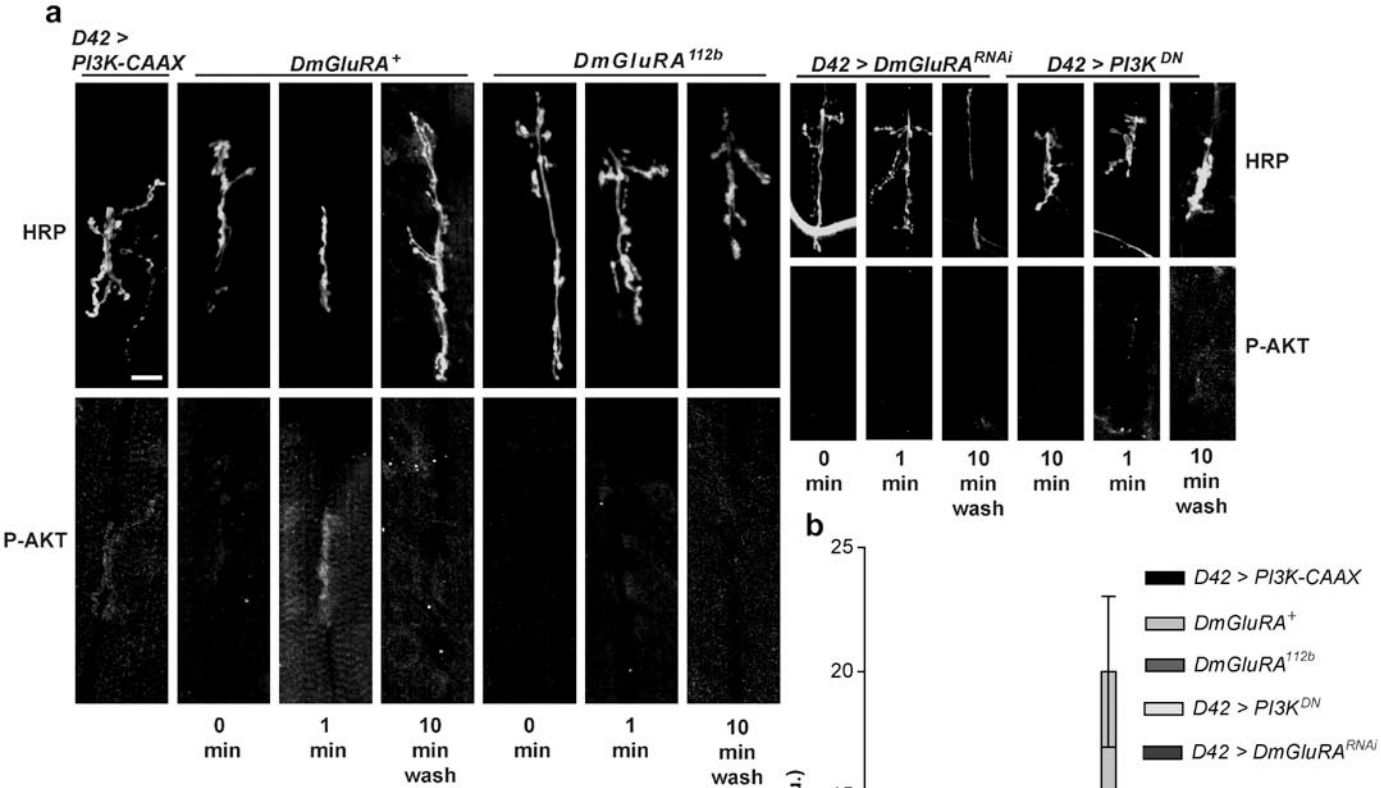 a
D42 >
PI3K-CAAX
DmGluRA+
DmGluRA112b
D42 > DmGluRARNAi
D42 > PI3KDN
HRP
HRP
P-AKT
P-AKT
0 min
1 min
10 min wash
0 min
1 min
10 min wash
0 min
1 min
10 min wash
10 min
1 min
10 min wash
b
25
20
D42 > PI3K-CAAX
DmGluRA+
DmGluRA112b
D42 > PI3KDN
D42 > DmGluRARNAi